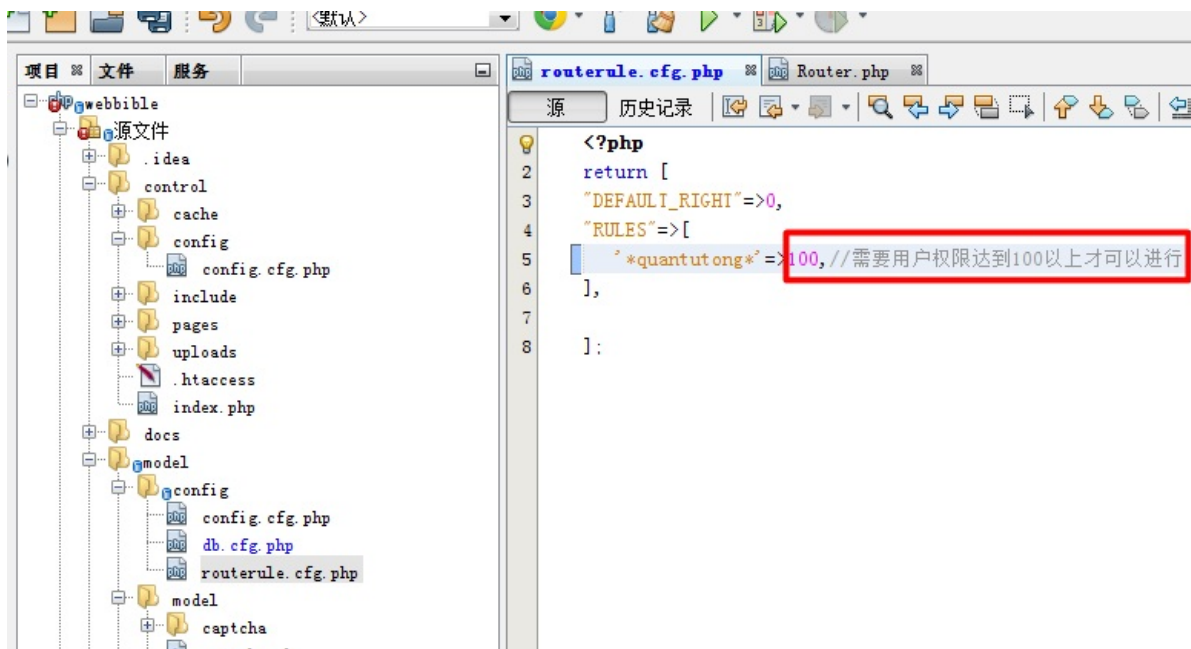 <默认>
项目 文件 服务
webbible
源文件
.idea
control
cache
config
config.cfg.php
include
pages
uploads
.htaccess
index.php
docs
model
config
config.cfg.php
db.cfg.php
routerule.cfg.php
model
captcha
routerule.cfg.php Router.php
源 历史记录
<?php
2 return [
3 "DEFAULT_RIGHT"=>0,
4 "RULES"=>[
5 '*quantutong*'=>100,//需要用户权限达到100以上才可以进行
6 ],
7
8 ];